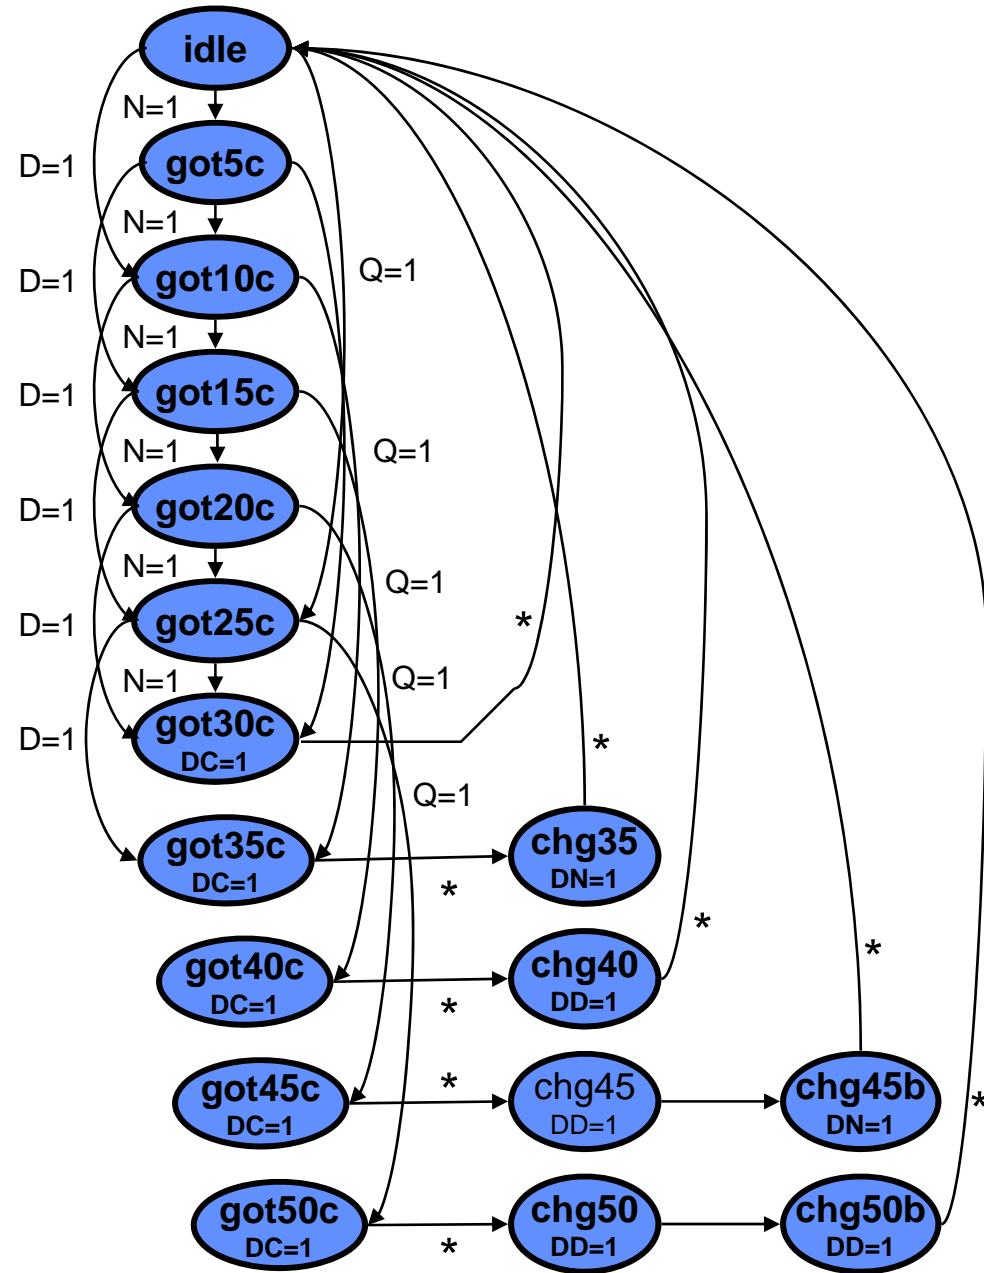 idle
N=1
D=1
got5c
N=1
D=1
got10c
Q=1
N=1
D=1
got15c
N=1
Q=1
D=1
got20c
N=1
Q=1
D=1
got25c
*
N=1
Q=1
D=1
got30c
DC=1
*
Q=1
got35c
DC=1
*
chg35
DN=1
*
*
got40c
DC=1
*
chg40
DD=1
got45c
DC=1
*
chg45
DD=1
chg45b
DN=1
*
got50c
DC=1
*
chg50
DD=1
chg50b
DD=1